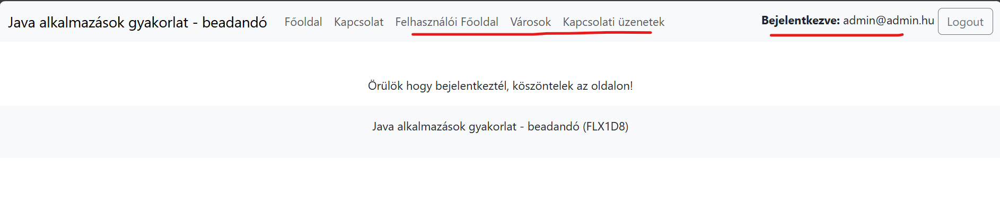 Java alkalmazások gyakorlat - beadandó Főoldal Kapcsolat Felhasználói Főoldal Városok Kapcsolati üzenetek Bejelentkezve: admin@admin.hu Logout
Örülök hogy bejelentkeztél, köszöntelek az oldalon!
Java alkalmazások gyakorlat - beadandó (FLX1D8)